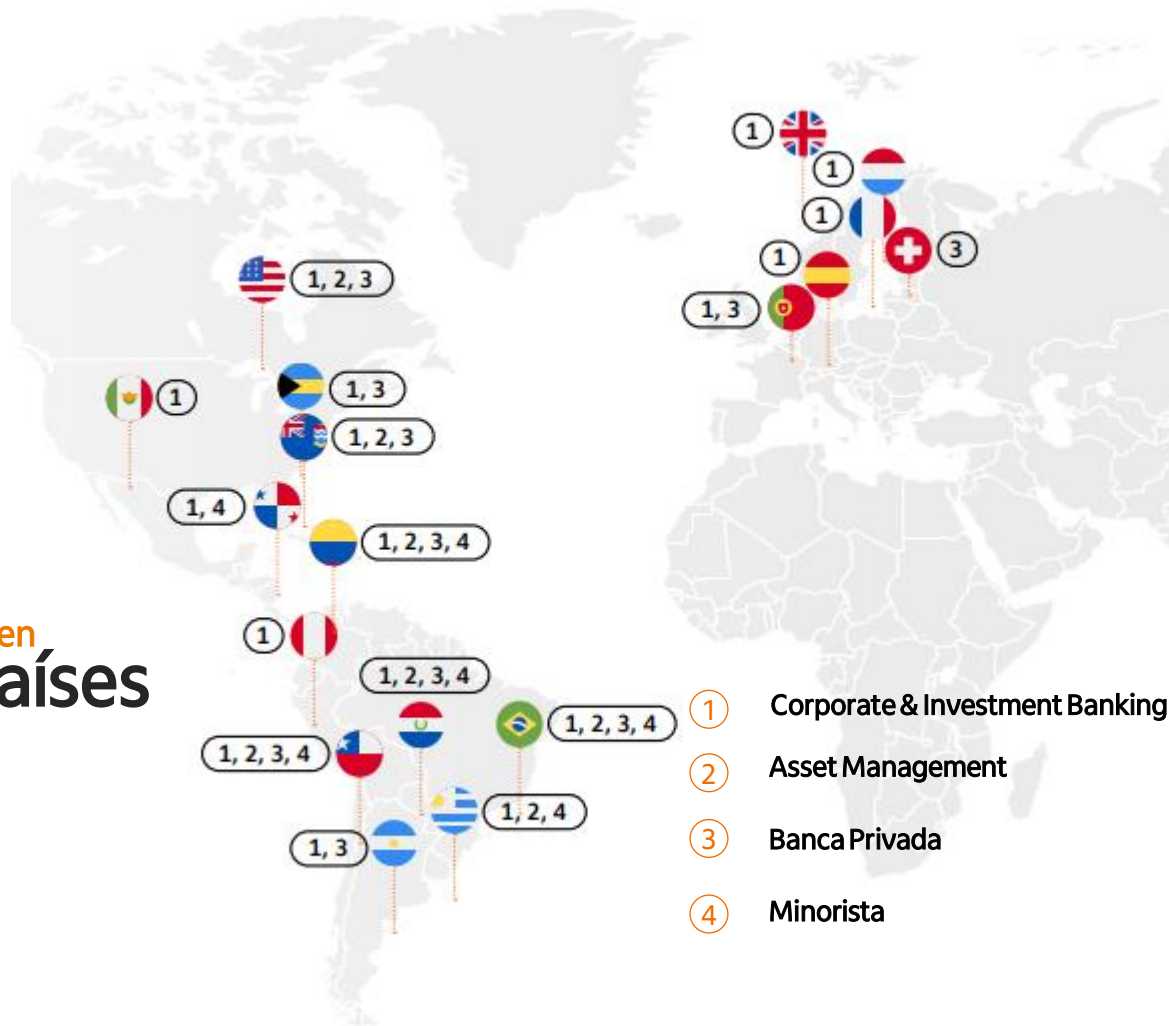 1
1
1
1
3
1, 3
1, 2, 3
1
1, 3
1, 2, 3
1, 4
1, 2, 3, 4
en
aíses
1
1, 2, 3, 4
1, 2, 3, 4
1, 2, 3, 4
1, 2, 4
1, 3
1 Corporate & Investment Banking
2 Asset Management
3 Banca Privada
4 Minorista